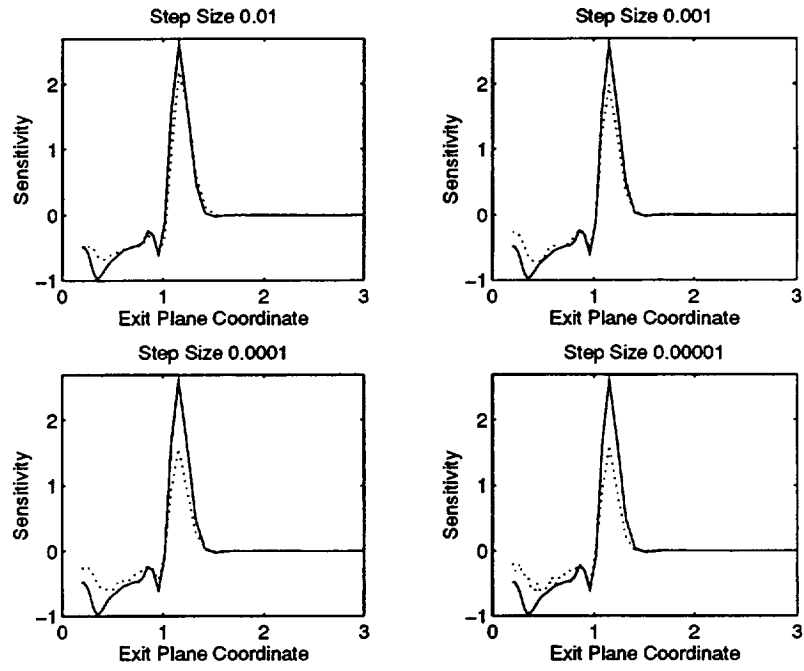 Step Size 0.01
Sensitivity
2
1
0
−1
0
1
2
3
Exit Plane Coordinate
Step Size 0.001
Sensitivity
2
1
0
−1
0
1
2
3
Exit Plane Coordinate
Step Size 0.0001
Sensitivity
2
1
0
−1
0
1
2
3
Exit Plane Coordinate
Step Size 0.00001
Sensitivity
2
1
0
−1
0
1
2
3
Exit Plane Coordinate